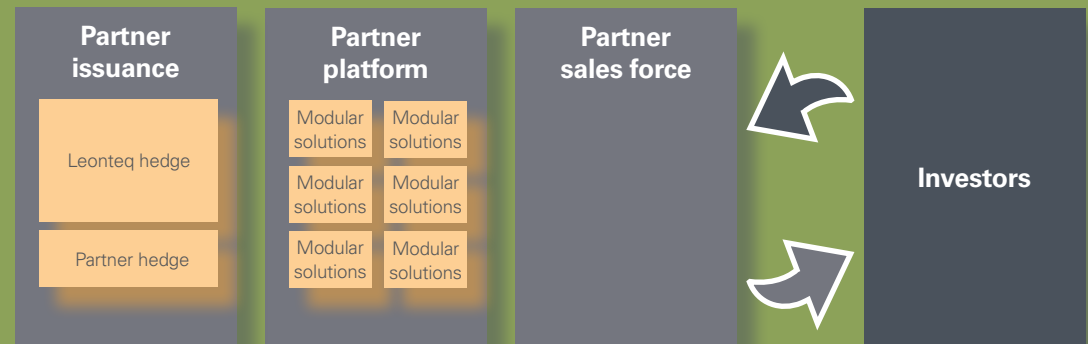 Partner
issuance
Leonteq hedge
Partner hedge
Partner
platform
Modular
solutions
Modular
solutions
Modular
solutions
Modular
solutions
Modular
solutions
Modular
solutions
Partner
sales force
Investors